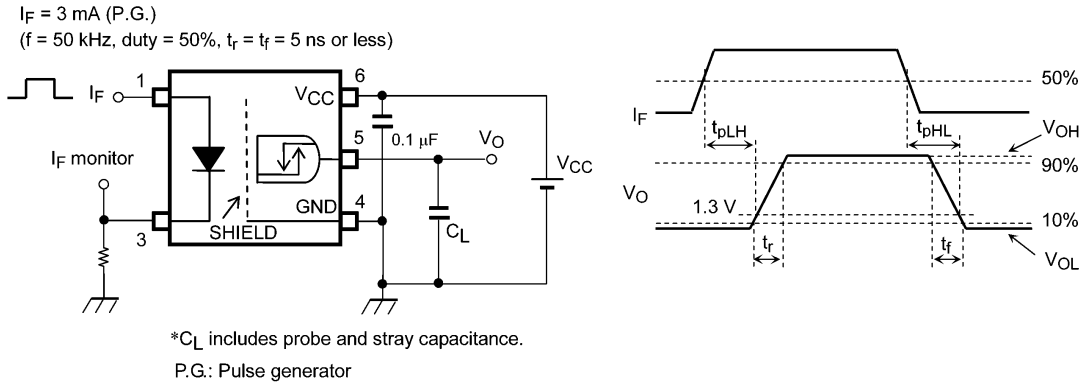 IF = 3 mA (P.G.)
(f = 50 kHz, duty = 50%, tr = tf = 5 ns or less)
1
IF
6
VCC
0.1 μF
5
VO
VCC
IF monitor
GND
4
3
SHIELD
CL
*CL includes probe and stray capacitance.
P.G.: Pulse generator
50%
IF
tpLH
tpHL
VOH
90%
VO
1.3 V
10%
tr
tf
VOL